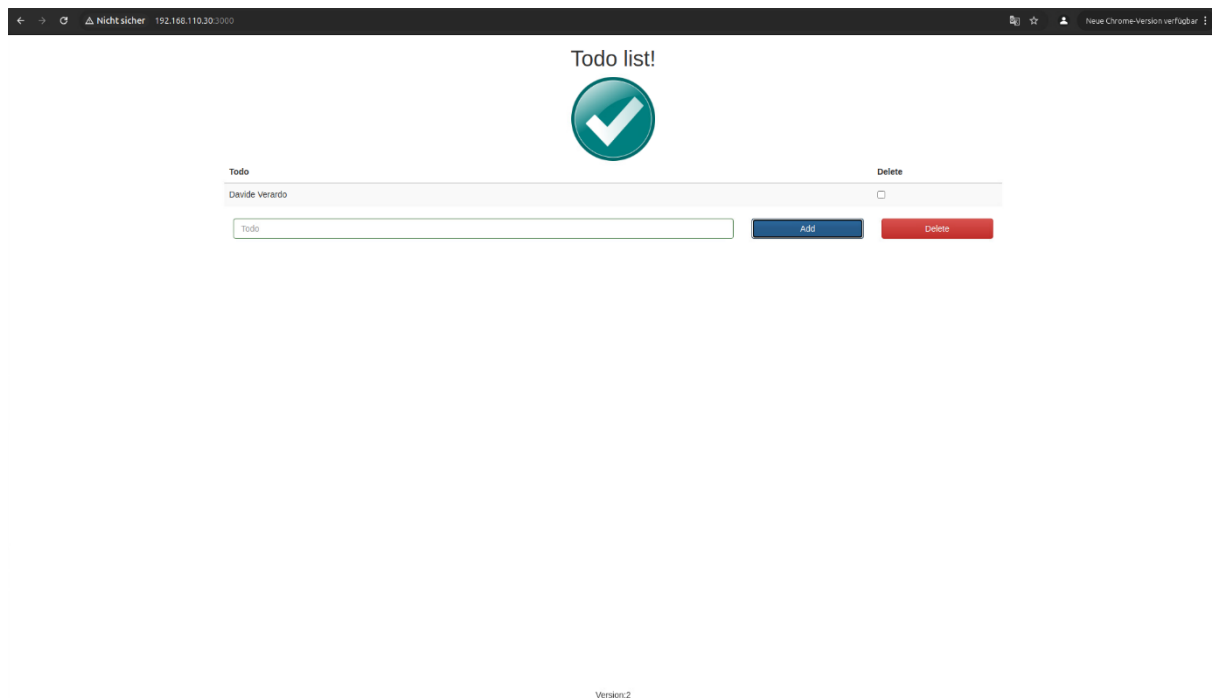 Nicht sicher 192.168.110.30:3000 Neue Chrome-Version verfügbar
Todo list!
Todo Delete
Davide Verardo
Todo Add Delete
Version:2